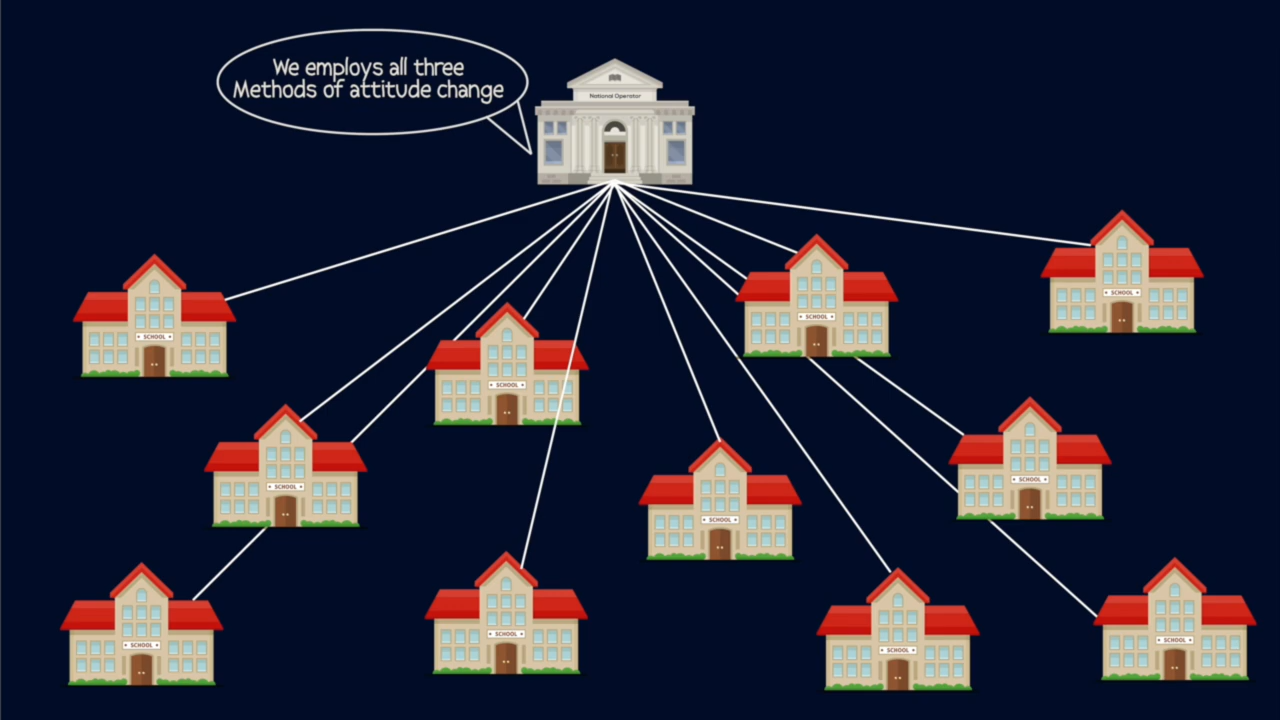 We employs all three
Methods of attitude change
National Operator
SCHOOL
SCHOOL
SCHOOL
SCHOOL
SCHOOL
SCHOOL
SCHOOL
SCHOOL
SCHOOL
SCHOOL
SCHOOL